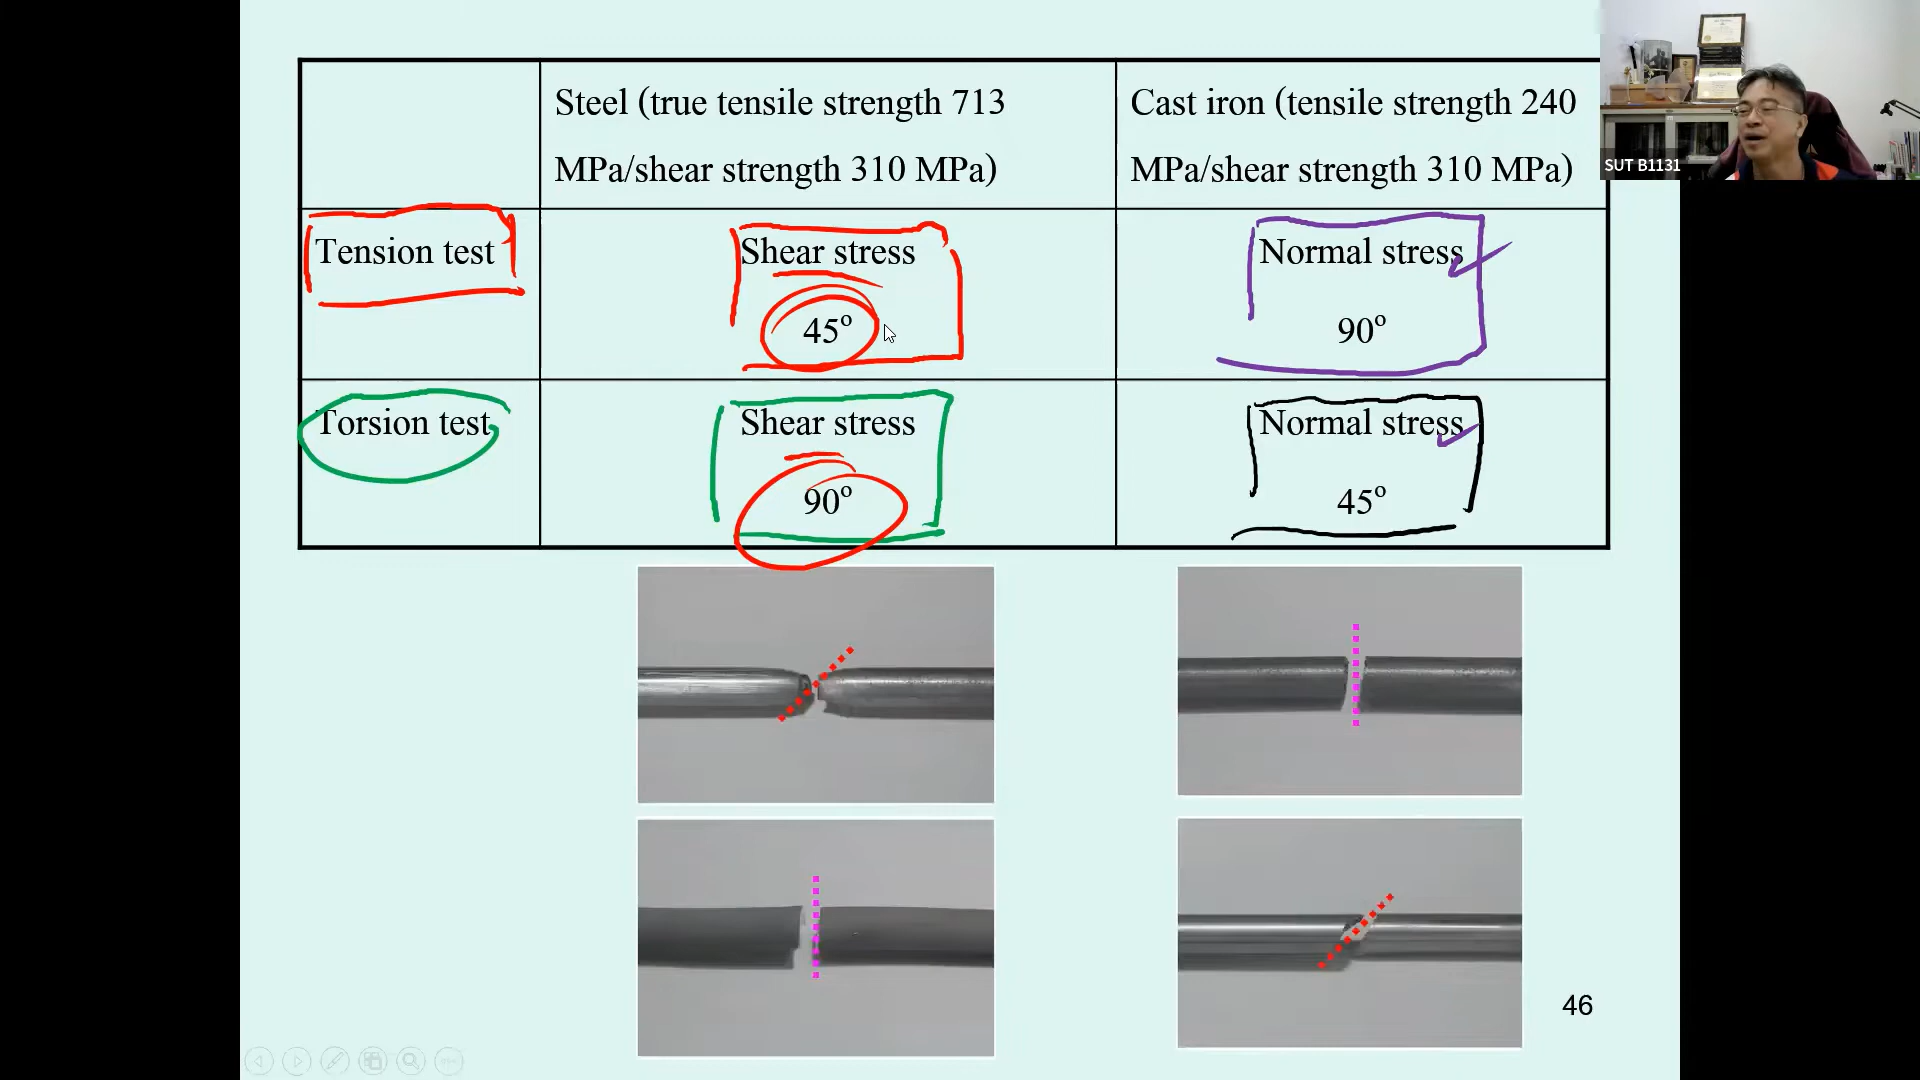 Steel (true tensile strength 713
MPa/shear strength 310 MPa)
Cast iron (tensile strength 240
MPa/shear strength 310 MPa)
SUT B1131
Tension test
Shear stress
45°
Normal stress
90°
Torsion test
Shear stress
90°
Normal stress
45°
46